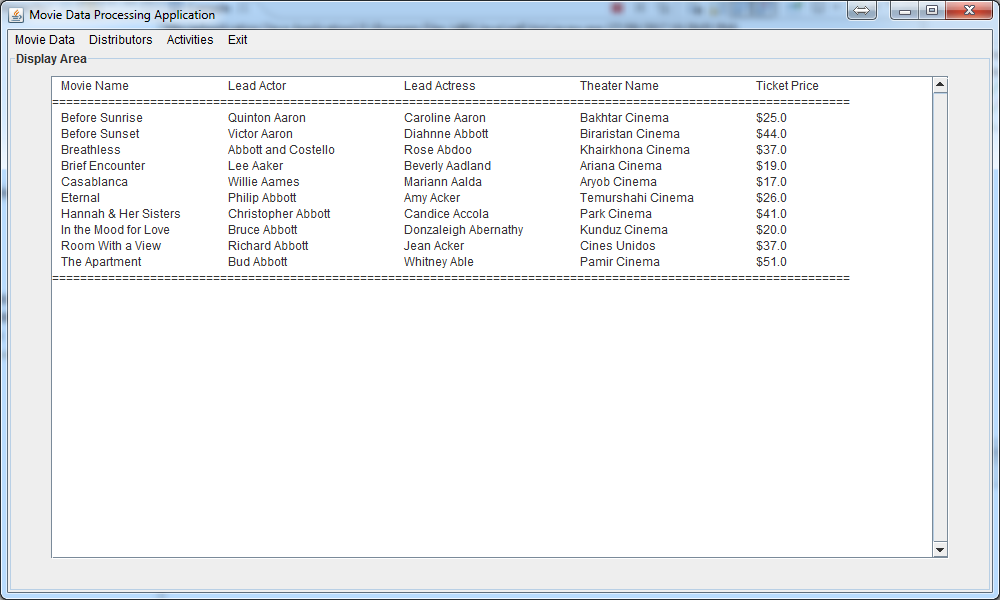 Movie Data Processing Application
Movie Data Distributors Activities Exit
Display Area
Movie Name Lead Actor Lead Actress Theater Name Ticket Price
Before Sunrise Quinton Aaron Caroline Aaron Bakhtar Cinema $25.0
Before Sunset Victor Aaron Diahnne Abbott Biraristan Cinema $44.0
Breathless Abbott and Costello Rose Abdoo Khairkhona Cinema $37.0
Brief Encounter Lee Aaker Beverly Aadland Ariana Cinema $19.0
Casablanca Willie Aames Mariann Aalda Aryob Cinema $17.0
Eternal Philip Abbott Amy Acker Temurshahi Cinema $26.0
Hannah & Her Sisters Christopher Abbott Candice Accola Park Cinema $41.0
In the Mood for Love Bruce Abbott Donzaleigh Abernathy Kunduz Cinema $20.0
Room With a View Richard Abbott Jean Acker Cines Unidos $37.0
The Apartment Bud Abbott Whitney Able Pamir Cinema $51.0